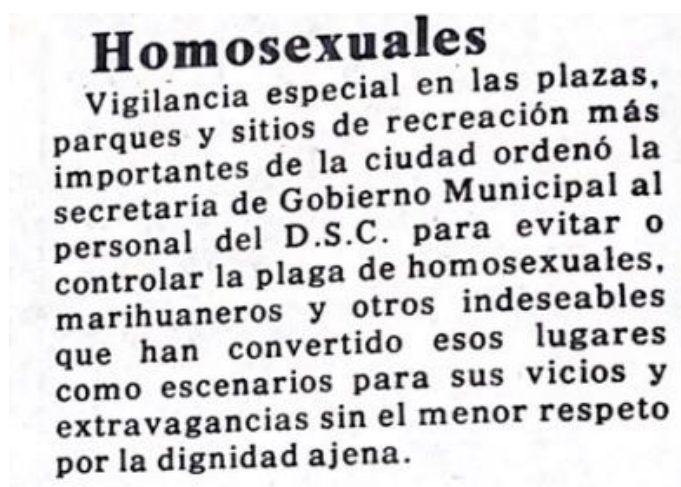 Homosexuales
Vigilancia especial en las plazas,
parques y sitios de recreación más
importantes de la ciudad ordenó la
secretaría de Gobierno Municipal al
personal del D.S.C. para evitar o
controlar la plaga de homosexuales,
marihuaneros y otros indeseables
que han convertido esos lugares
como escenarios para sus vicios y
extravagancias sin el menor respeto
por la dignidad ajena.